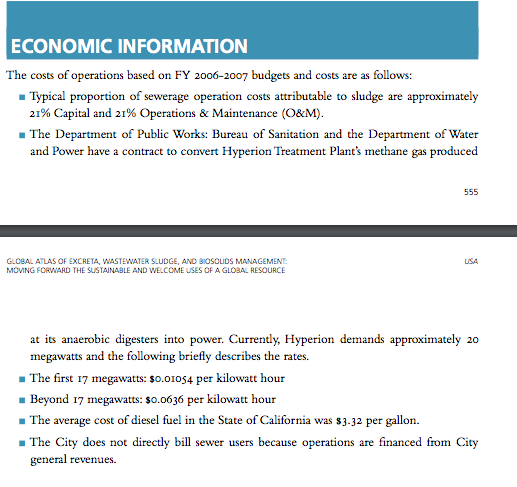 ECONOMIC INFORMATION
The costs of operations based on FY 2006-2007 budgets and costs are as follows:
■ Typical proportion of sewerage operation costs attributable to sludge are approximately
21% Capital and 21% Operations & Maintenance (O&M).
■ The Department of Public Works: Bureau of Sanitation and the Department of Water
and Power have a contract to convert Hyperion Treatment Plant's methane gas produced
555
GLOBAL ATLAS OF EXCRETA, WASTEWATER SLUDGE, AND BIOSOLIDS MANAGEMENT: USA
MOVING FORWARD THE SUSTAINABLE AND WELCOME USES OF A GLOBAL RESOURCE
at its anaerobic digesters into power. Currently, Hyperion demands approximately 20
megawatts and the following briefly describes the rates.
■ The first 17 megawatts: $0.01054 per kilowatt hour
■ Beyond 17 megawatts: $0.0636 per kilowatt hour
■ The average cost of diesel fuel in the State of California was $3.32 per gallon.
■ The City does not directly bill sewer users because operations are financed from City
general revenues.